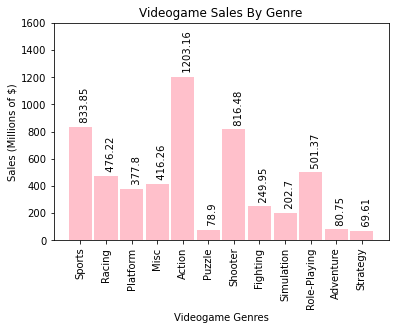 Videogame Sales By Genre
Sales (Millions of $)
1600
1400
1200
1000
800
600
400
200
0
833.85
476.22
377.8
416.26
1203.16
78.9
816.48
249.95
202.7
501.37
80.75
69.61
Sports
Racing
Platform
Misc
Action
Puzzle
Shooter
Fighting
Simulation
Role-Playing
Adventure
Strategy
Videogame Genres